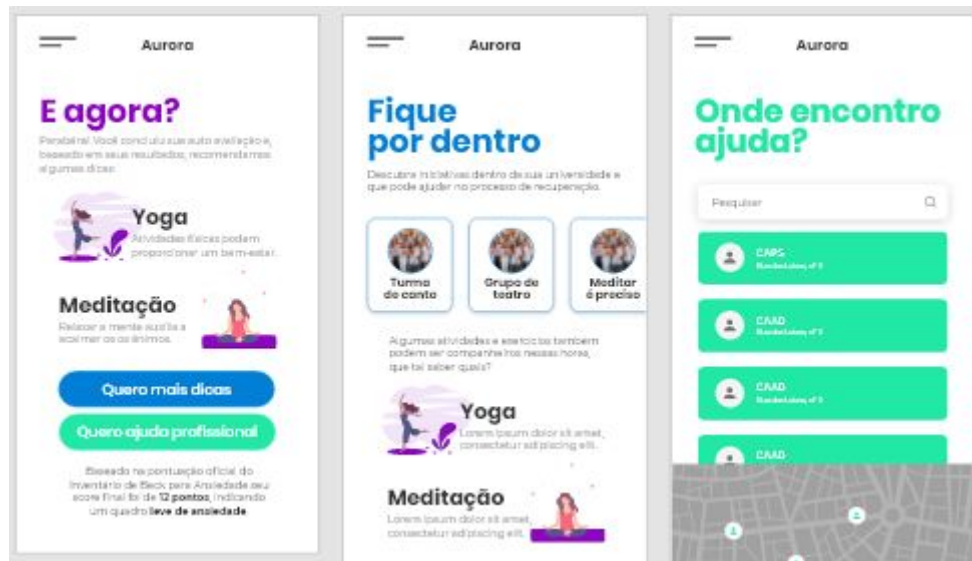 Aurora
E agora?
Parabéns! Você concluiu sua auto avaliação e,
baseado em seus resultados, recomendamos
algumas dicas:
Yoga
Atividades físicas podem
proporcionar um bem-estar.
Meditação
Relaxar a mente auxilia a
acalmar os os ânimos.
Quero mais dicas
Quero ajuda profissional
Baseado na pontuação oficial do
Inventário de Beck para Ansiedade seu
score final foi de 12 pontos, indicando
um quadro leve de ansiedade
Aurora
Fique
por dentro
Descubra iniciativas dentro da sua universidade e
que pode ajudar no processo de recuperação.
Turma
de canto
Grupo de
teatro
Meditar
é preciso
Algumas atividades e exercícios também
podem ser companheiros nessas horas,
que tal saber quais?
Yoga
Lorem ipsum dolor sit amet,
consectetur adipiscing elit.
Meditação
Lorem ipsum dolor sit amet,
consectetur adipiscing elit.
Aurora
Onde encontro
ajuda?
Pesquisar
CAPS
CAAD
CAAD
CAAD